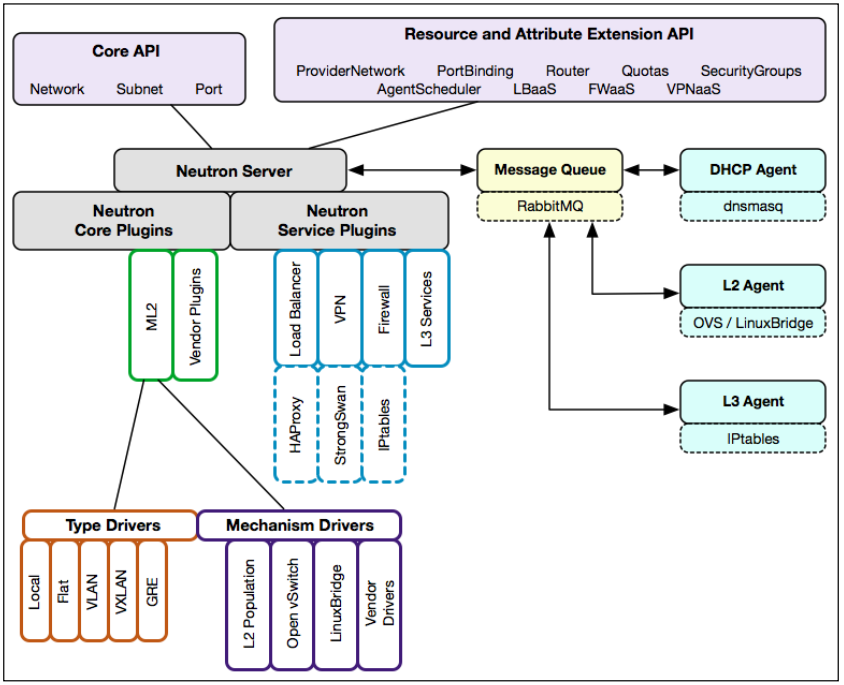 Core API
Network Subnet Port
Resource and Attribute Extension API
ProviderNetwork PortBinding Router Quotas SecurityGroups
AgentScheduler LBaaS FWaaS VPNaaS
Neutron Server
Neutron
Core Plugins
Neutron
Service Plugins
Message Queue
RabbitMQ
DHCP Agent
dnsmasq
L2 Agent
OVS / LinuxBridge
L3 Agent
IPtables
ML2
Vendor Plugins
Load Balancer
VPN
Firewall
L3 Services
HAProxy
StrongSwan
IPtables
Type Drivers
Local
Flat
VLAN
VXLAN
GRE
Mechanism Drivers
L2 Population
Open vSwitch
LinuxBridge
Vendor
Drivers